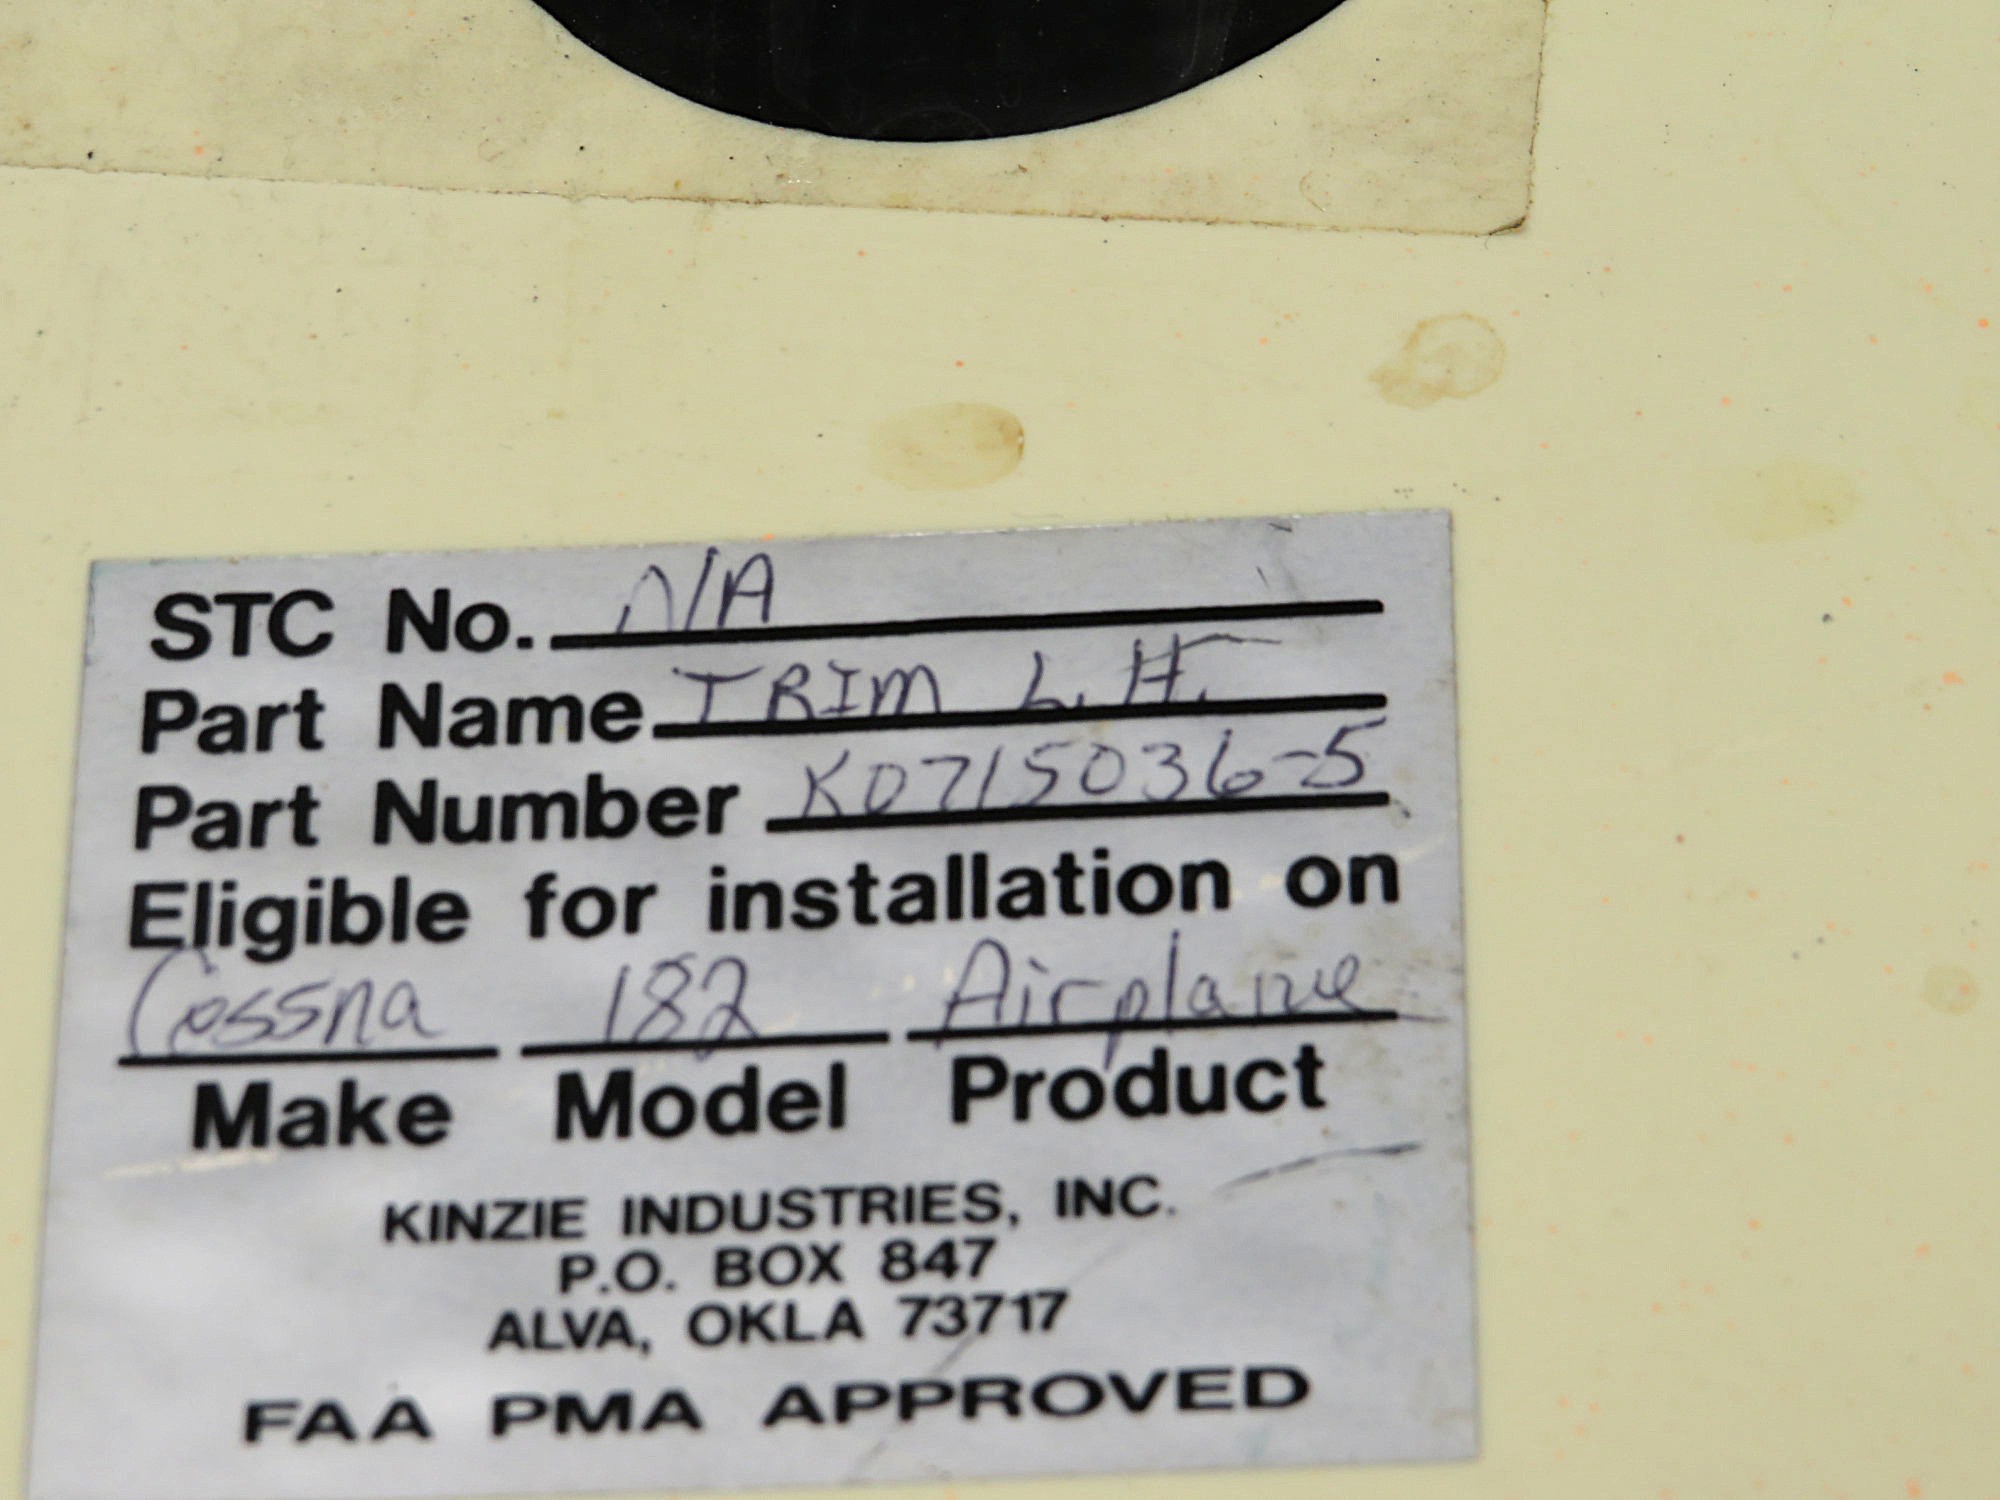 STC No. N/A
Part Name TRIM L.H.
Part Number K0715036-5
Eligible for installation on
Cessna 182 Airplane
Make Model Product
KINZIE INDUSTRIES, INC.
P.O. BOX 847
ALVA, OKLA 73717
FAA PMA APPROVED